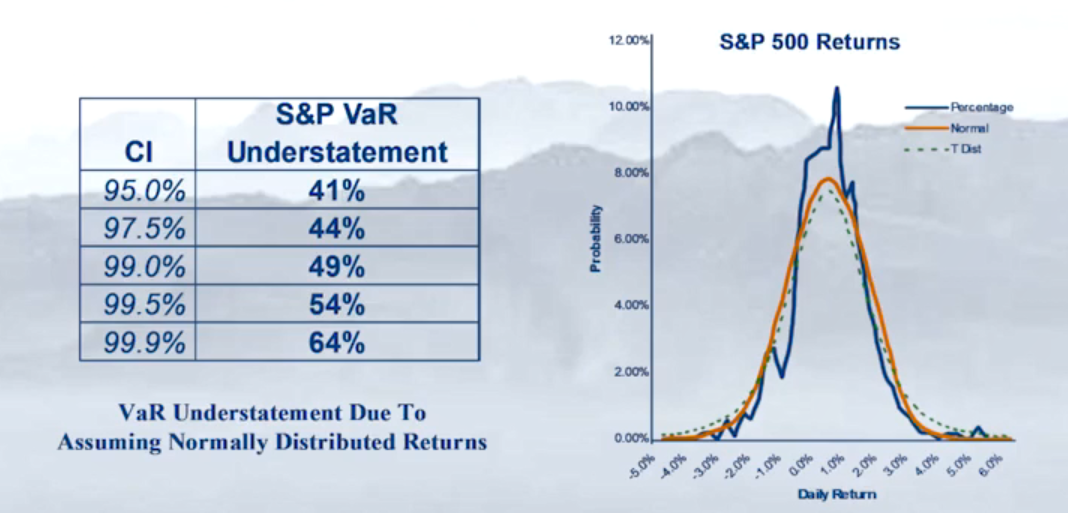 CI
S&P VaR
Understatement
95.0% 41%
97.5% 44%
99.0% 49%
99.5% 54%
99.9% 64%
VaR Understatement Due To
Assuming Normally Distributed Returns
S&P 500 Returns
12.00%
10.00%
8.00%
6.00%
4.00%
2.00%
0.00%
Probability
Percentage
Normal
T Dist
-5.0% -4.0% -3.0% -2.0% -1.0% 0.0% 1.0% 2.0% 3.0% 4.0% 5.0% 6.0%
Daily Return